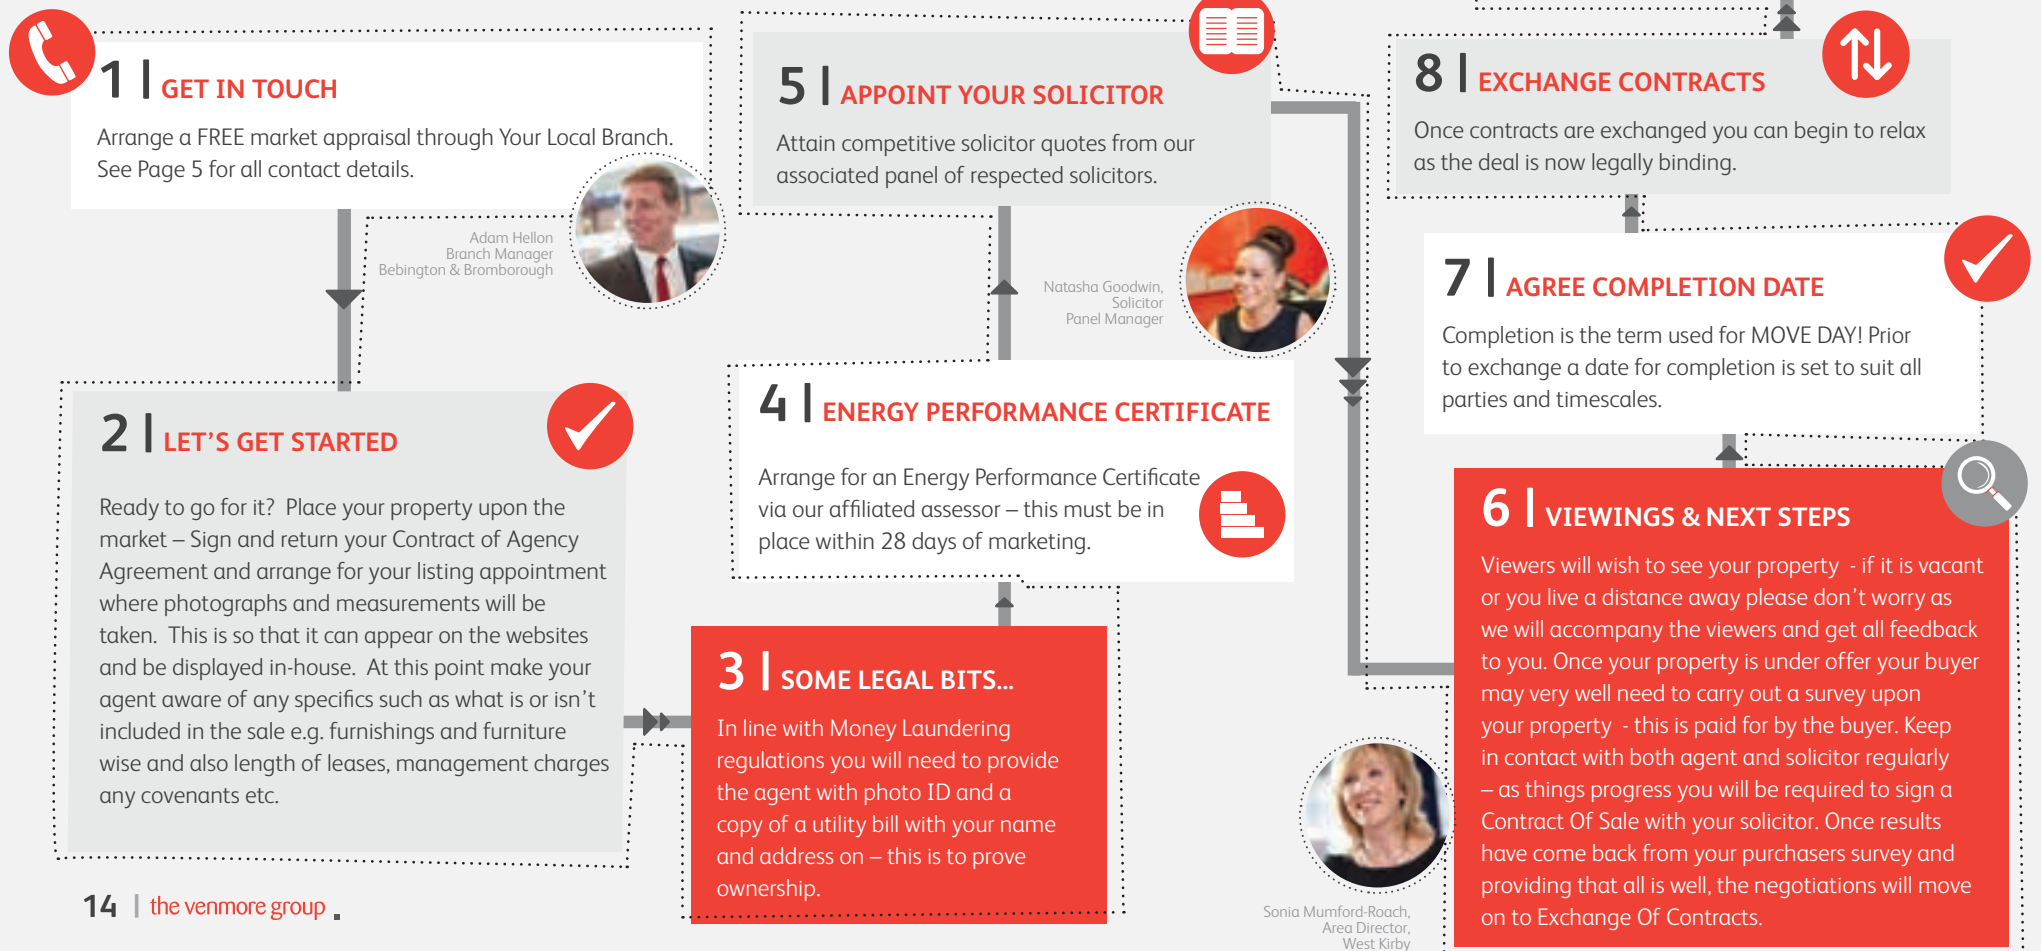 1 | GET IN TOUCH
Arrange a FREE market appraisal through Your Local Branch.
See Page 5 for all contact details.
Adam Hellon
Branch Manager
Bebington & Bromborough
2 | LET'S GET STARTED
Ready to go for it?  Place your property upon the
market – Sign and return your Contract of Agency
Agreement and arrange for your listing appointment
where photographs and measurements will be
taken.  This is so that it can appear on the websites
and be displayed in-house.  At this point make your
agent aware of any specifics such as what is or isn't
included in the sale e.g. furnishings and furniture
wise and also length of leases, management charges
any covenants etc.
3 | SOME LEGAL BITS...
In line with Money Laundering
regulations you will need to provide
the agent with photo ID and a
copy of a utility bill with your name
and address on – this is to prove
ownership.
4 | ENERGY PERFORMANCE CERTIFICATE
Arrange for an Energy Performance Certificate
via our affiliated assessor – this must be in
place within 28 days of marketing.
5 | APPOINT YOUR SOLICITOR
Attain competitive solicitor quotes from our
associated panel of respected solicitors.
Natasha Goodwin,
Solicitor
Panel Manager
6 | VIEWINGS & NEXT STEPS
Viewers will wish to see your property  - if it is vacant
or you live a distance away please don't worry as
we will accompany the viewers and get all feedback
to you. Once your property is under offer your buyer
may very well need to carry out a survey upon
your property  - this is paid for by the buyer. Keep
in contact with both agent and solicitor regularly
– as things progress you will be required to sign a
Contract Of Sale with your solicitor. Once results
have come back from your purchasers survey and
providing that all is well, the negotiations will move
on to Exchange Of Contracts.
Sonia Mumford-Roach,
Area Director,
West Kirby
7 | AGREE COMPLETION DATE
Completion is the term used for MOVE DAY! Prior
to exchange a date for completion is set to suit all
parties and timescales.
8 | EXCHANGE CONTRACTS
Once contracts are exchanged you can begin to relax
as the deal is now legally binding.
14 | the venmore group